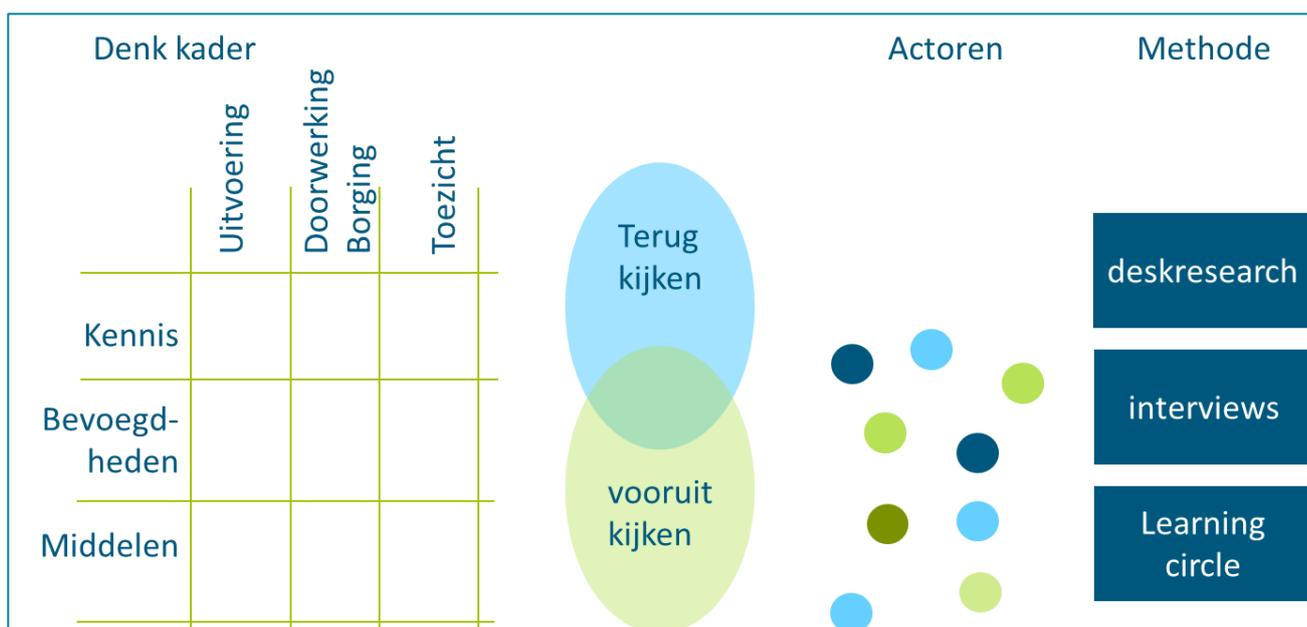 Denk kader
Actoren
Methode
Uitvoering
Doorwerking
Borging
Toezicht
Kennis
Bevoegd-
heden
Middelen
Terug
kijken
vooruit
kijken
deskresearch
interviews
Learning
circle